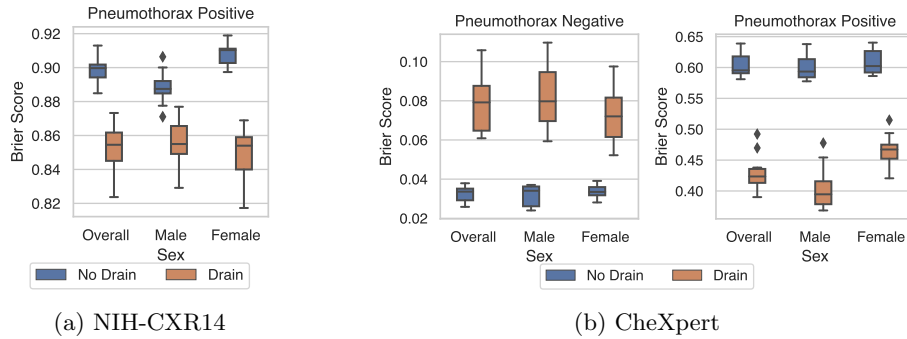 Pneumothorax Positive
Brier Score
0.92
0.90
0.88
0.86
0.84
0.82
Overall Male Female
Sex
No Drain Drain
(a) NIH-CXR14
Pneumothorax Negative
Brier Score
0.10
0.08
0.06
0.04
0.02
Overall Male Female
Sex
Pneumothorax Positive
Brier Score
0.65
0.60
0.55
0.50
0.45
0.40
Overall Male Female
Sex
No Drain Drain
(b) CheXpert